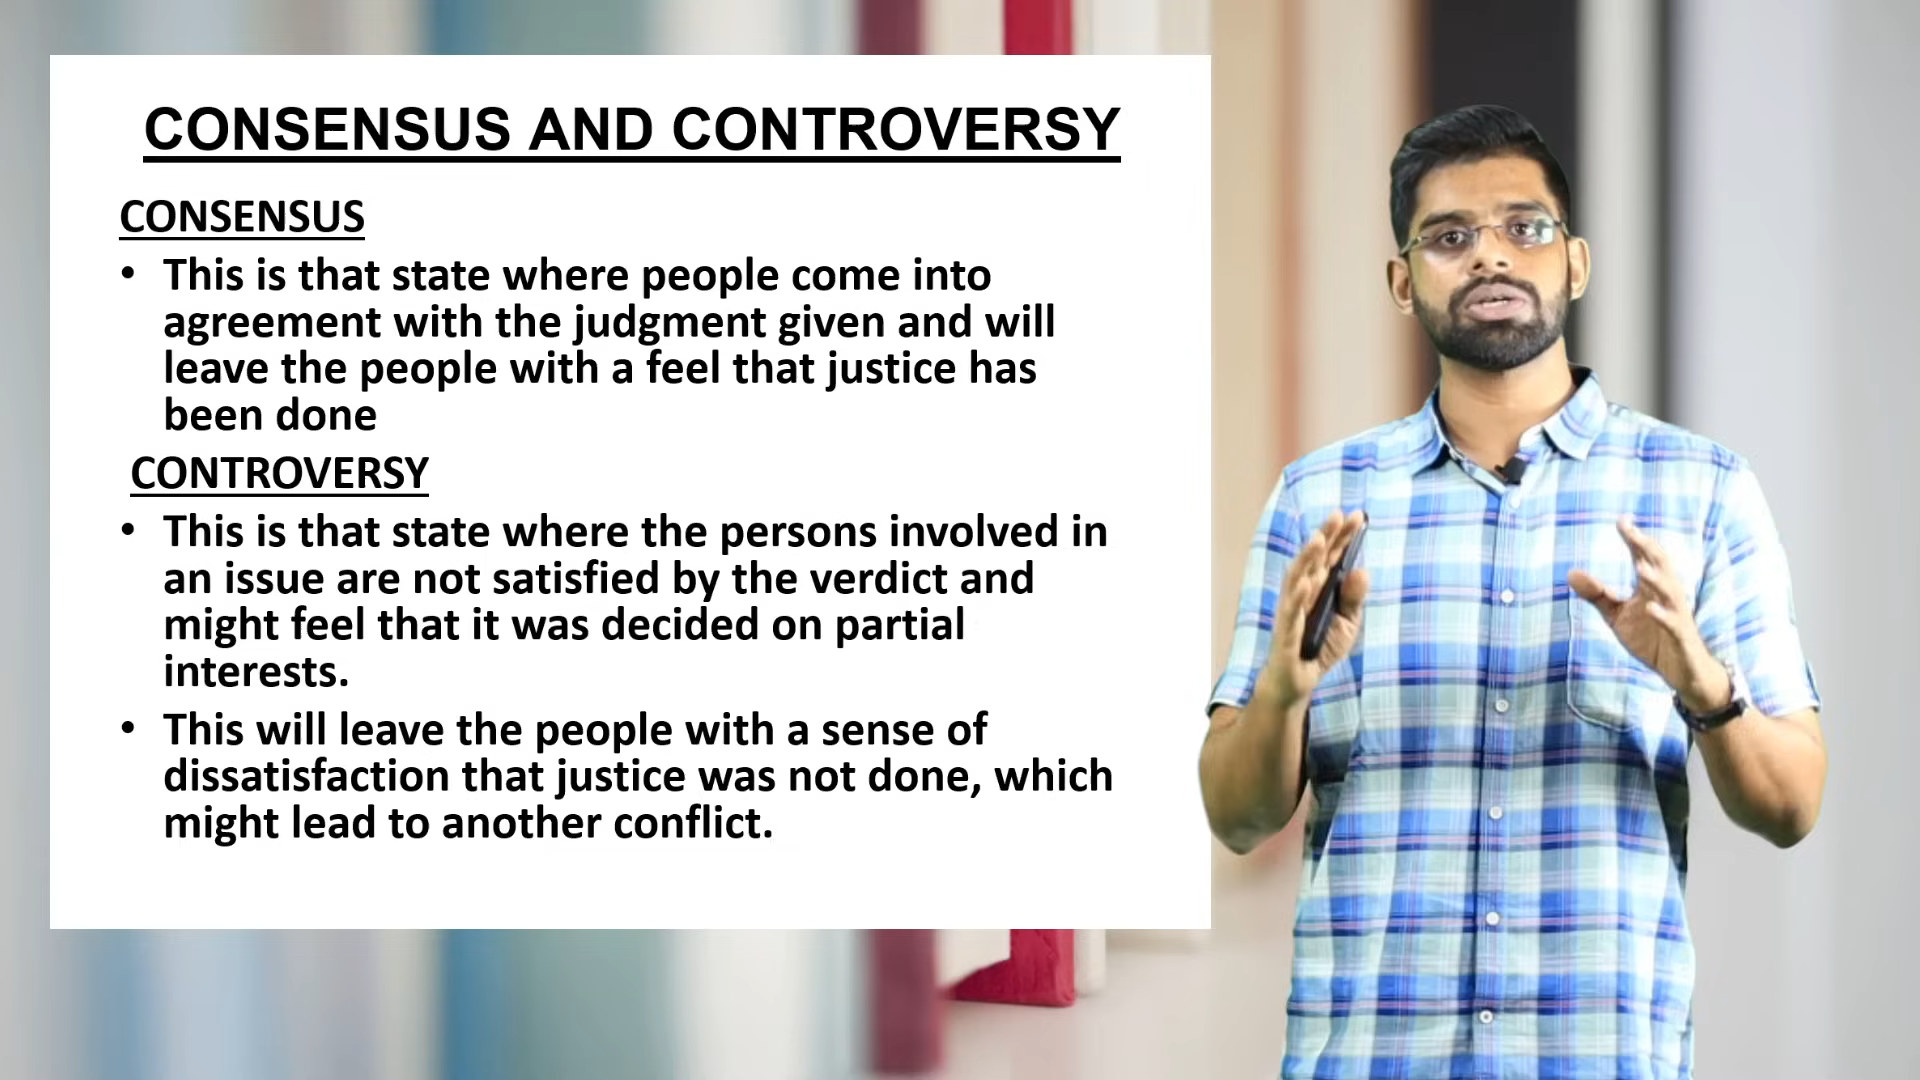 CONSENSUS AND CONTROVERSY
CONSENSUS
• This is that state where people come into
agreement with the judgment given and will
leave the people with a feel that justice has
been done
CONTROVERSY
• This is that state where the persons involved in
an issue are not satisfied by the verdict and
might feel that it was decided on partial
interests.
• This will leave the people with a sense of
dissatisfaction that justice was not done, which
might lead to another conflict.